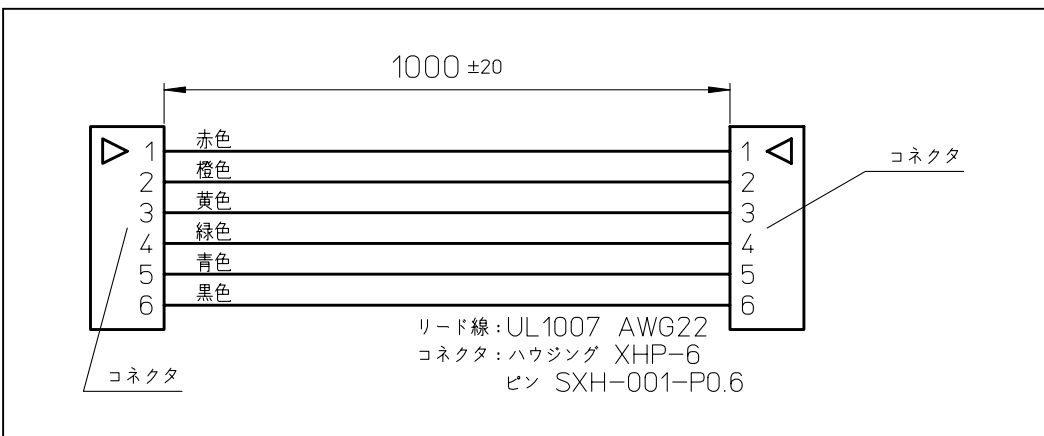 1000 ±20
1 赤色 1
2 橙色 2
3 黄色 3
4 緑色 4
5 青色 5
6 黒色 6
コネクタ
コネクタ
リード線：UL1007 AWG22
コネクタ：ハウジング XHP-6
ピン SXH-001-P0.6